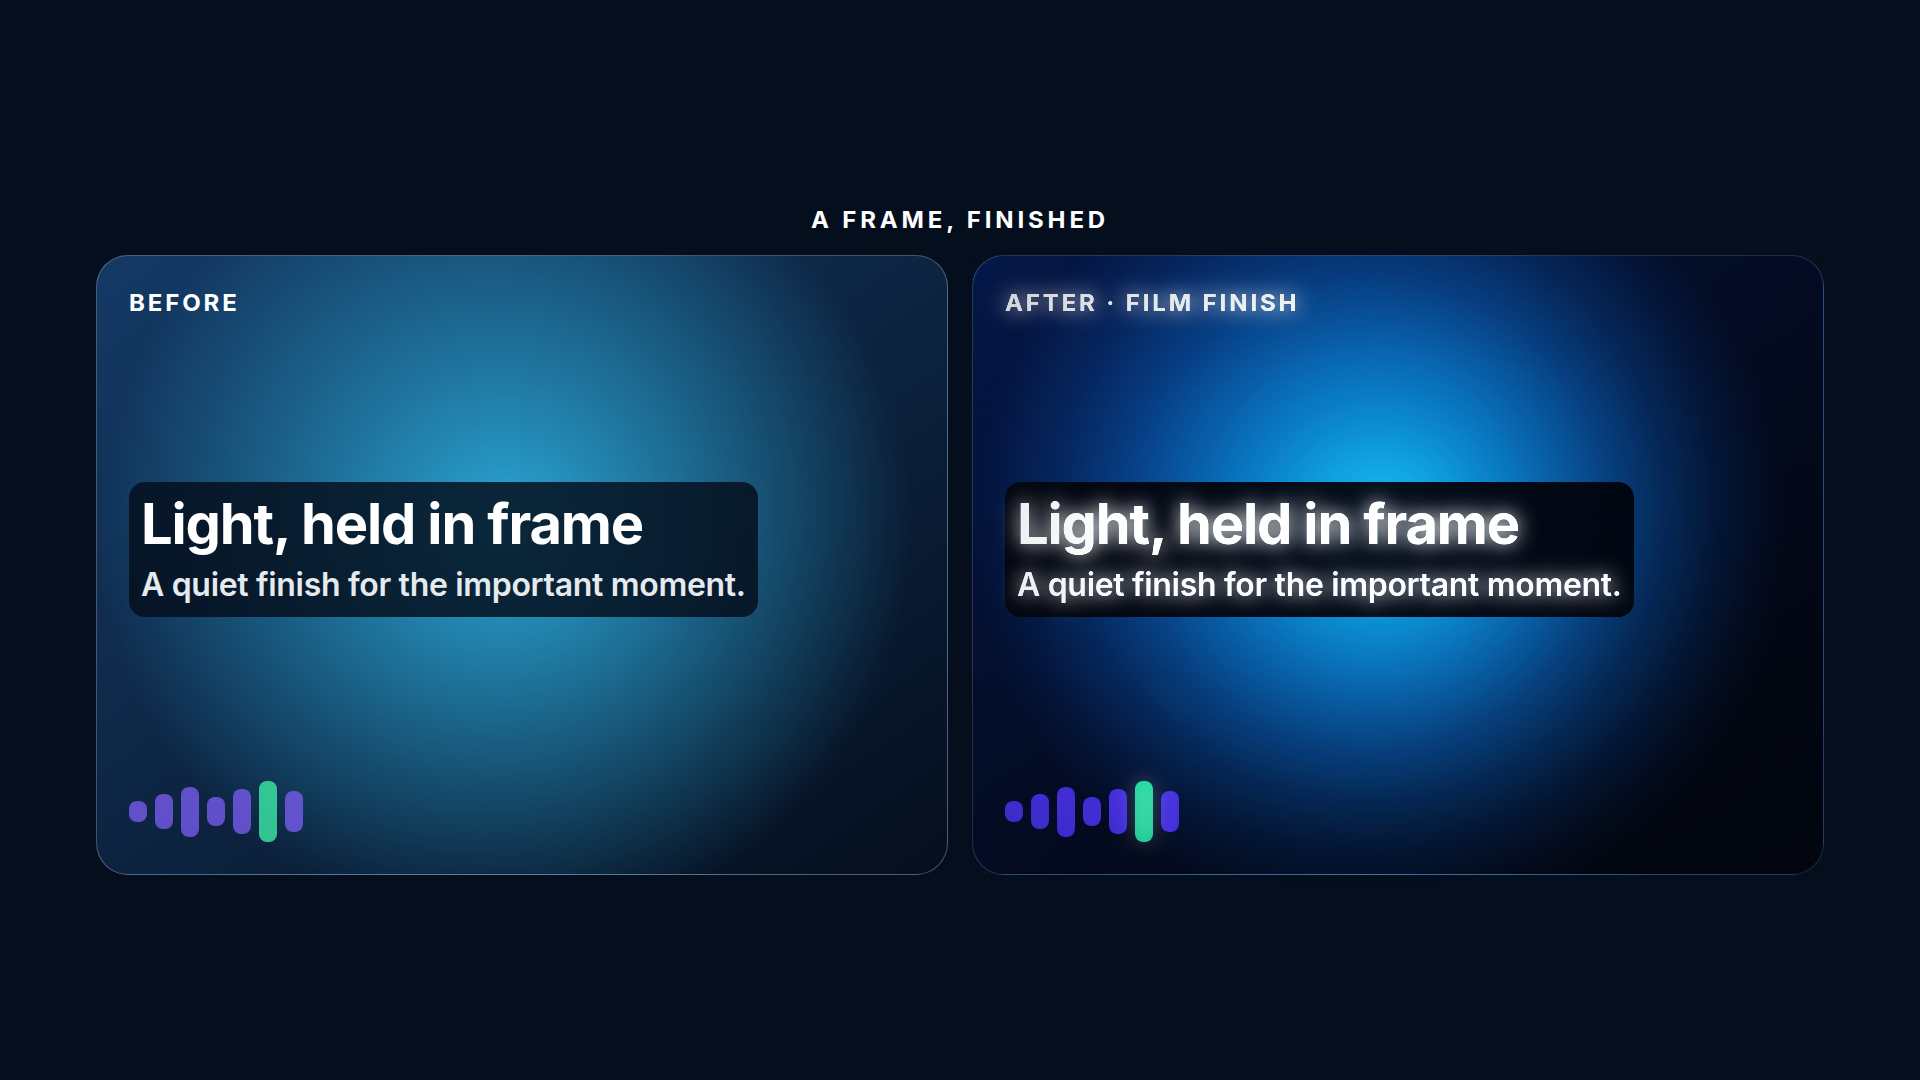 A FRAME, FINISHED
BEFORE
Light, held in frame
A quiet finish for the important moment.
AFTER · FILM FINISH
Light, held in frame
A quiet finish for the important moment.